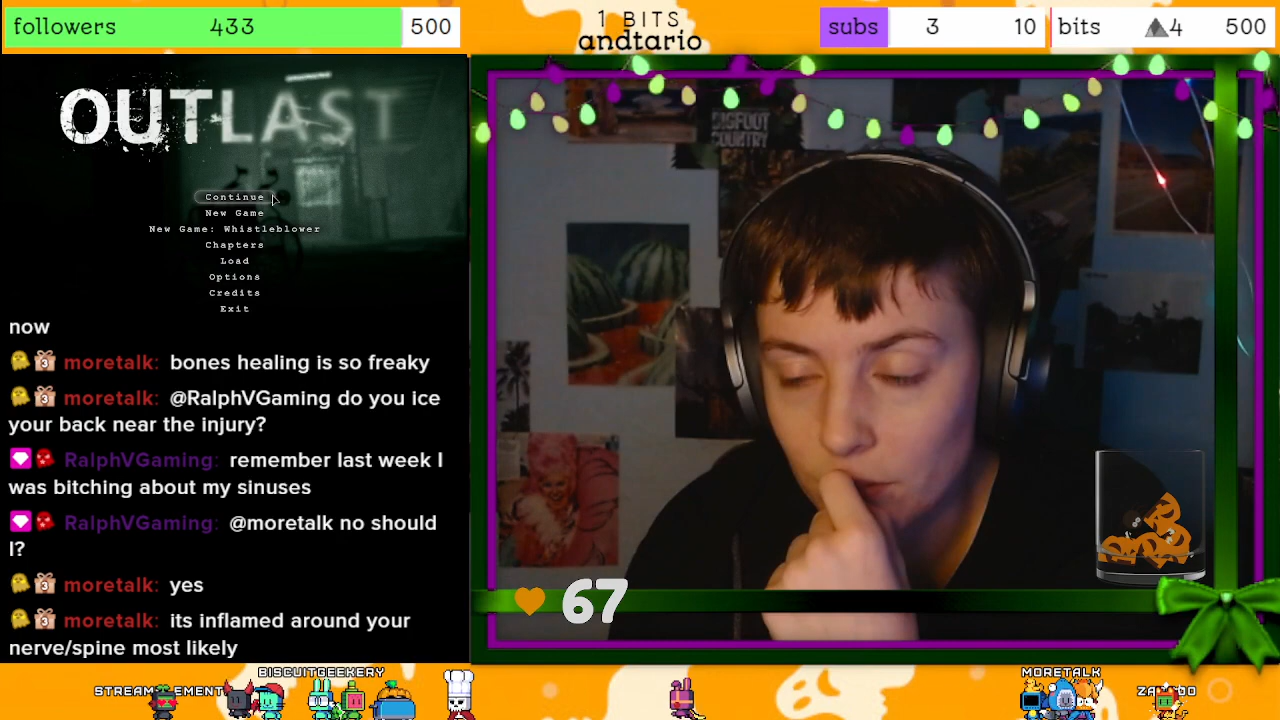 followers 433 500
1 BITS
andtario
subs 3 10
bits 4 500
OUTLAST
Continue
New Game
New Game: Whistleblower
Chapters
Load
Options
Credits
Exit
now
moretalk: bones healing is so freaky
moretalk: @RalphVGaming do you ice
your back near the injury?
RalphVGaming: remember last week I
was bitching about my sinuses
RalphVGaming: @moretalk no should
I?
moretalk: yes
moretalk: its inflamed around your
nerve/spine most likely
BIGFOOT
COUNTRY
67
BISCUITGEEKERY
MORETALK